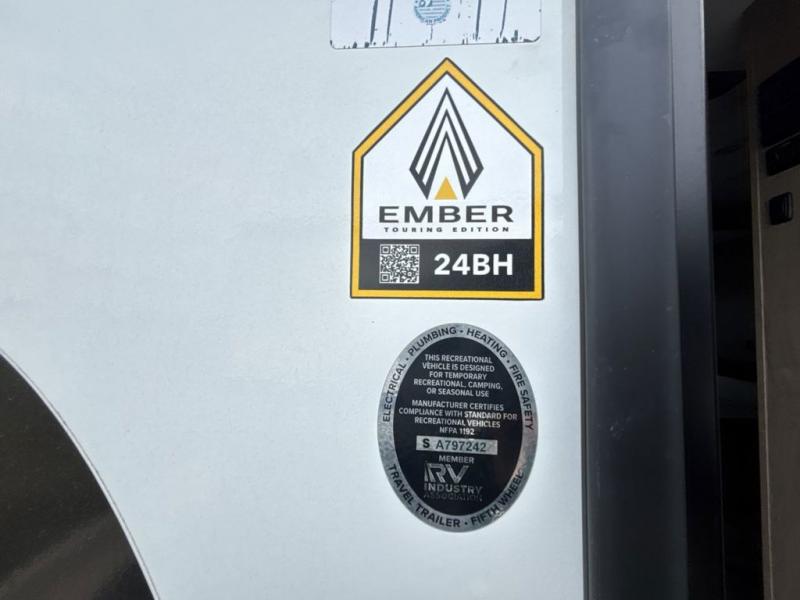 EMBER
TOURING EDITION
24BH
ELECTRICAL · PLUMBING · HEATING · FIRE SAFETY
THIS RECREATIONAL
VEHICLE IS DESIGNED
FOR TEMPORARY
RECREATIONAL, CAMPING,
OR SEASONAL USE
MANUFACTURER CERTIFIES
COMPLIANCE WITH STANDARD FOR
RECREATIONAL VEHICLES
NFPA 1192
S A797242
MEMBER
RV
INDUSTRY
ASSOCIATION
TRAVEL TRAILER · FIFTH WHEEL